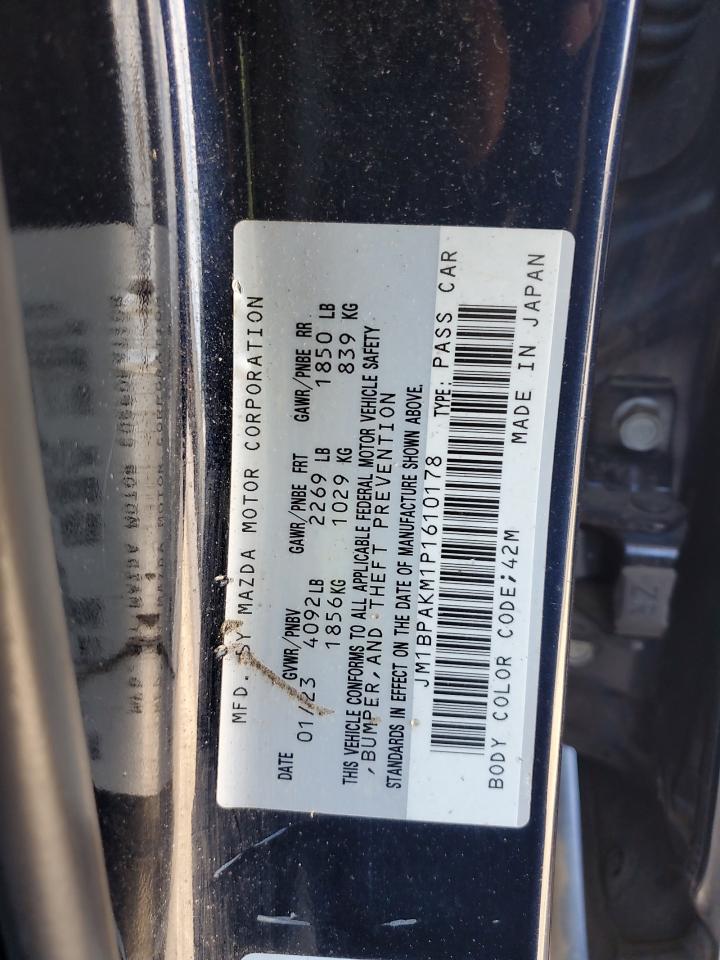 MFD. BY MAZDA MOTOR CORPORATION
DATE GVWR/PNBV GAWR/PNBE FRT GAWR/PNBE RR
01/23 4092LB 2269 LB 1850 LB
1856KG 1029 KG 839 KG
THIS VEHICLE CONFORMS TO ALL APPLICABLE FEDERAL MOTOR VEHICLE SAFETY
,BUMPER,AND THEFT PREVENTION
STANDARDS IN EFFECT ON THE DATE OF MANUFACTURE SHOWN ABOVE.
JM1BPAKM1P1610178 TYPE: PASS CAR
BODY COLOR CODE;42M MADE IN JAPAN